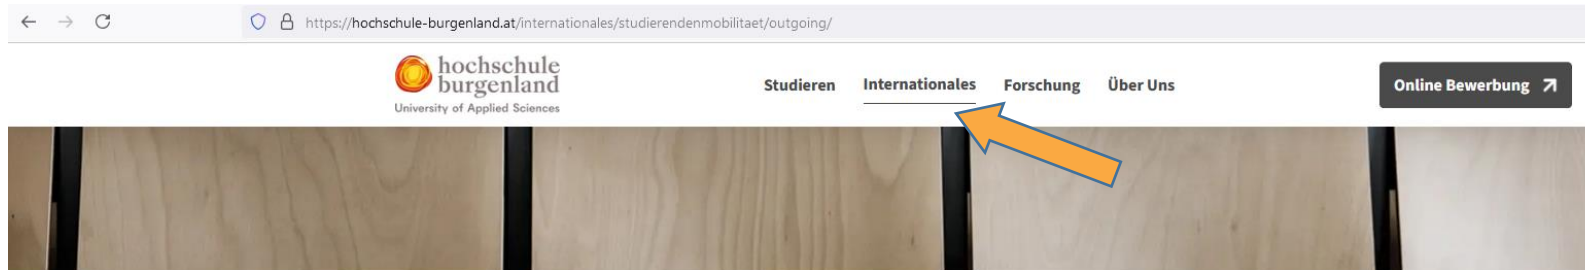 https://hochschule-burgenland.at/internationales/studierendenmobilitaet/outgoing/
hochschule
burgenland
University of Applied Sciences
Studieren Internationales Forschung Über Uns
Online Bewerbung